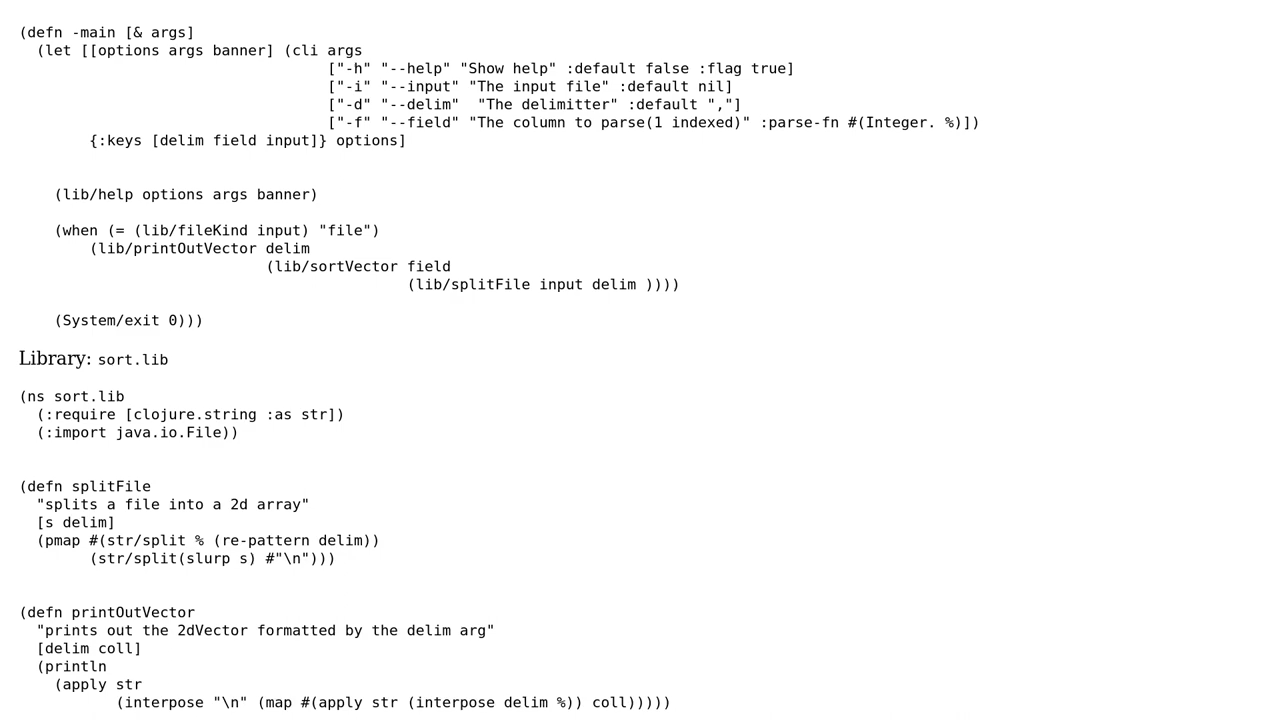 (defn -main [& args]
  (let [[options args banner] (cli args
                                   ["-h" "--help" "Show help" :default false :flag true]
                                   ["-i" "--input" "The input file" :default nil]
                                   ["-d" "--delim"  "The delimitter" :default ","]
                                   ["-f" "--field" "The column to parse(1 indexed)" :parse-fn #(Integer. %)])
        {:keys [delim field input]} options]
    (lib/help options args banner)
    (when (= (lib/fileKind input) "file")
        (lib/printOutVector delim
                            (lib/sortVector field
                                            (lib/splitFile input delim ))))
    (System/exit 0)))
Library: sort.lib
(ns sort.lib
  (:require [clojure.string :as str])
  (:import java.io.File))
(defn splitFile
  "splits a file into a 2d array"
  [s delim]
  (pmap #(str/split % (re-pattern delim))
        (str/split(slurp s) #"\n")))
(defn printOutVector
  "prints out the 2dVector formatted by the delim arg"
  [delim coll]
  (println
    (apply str
           (interpose "\n" (map #(apply str (interpose delim %)) coll)))))